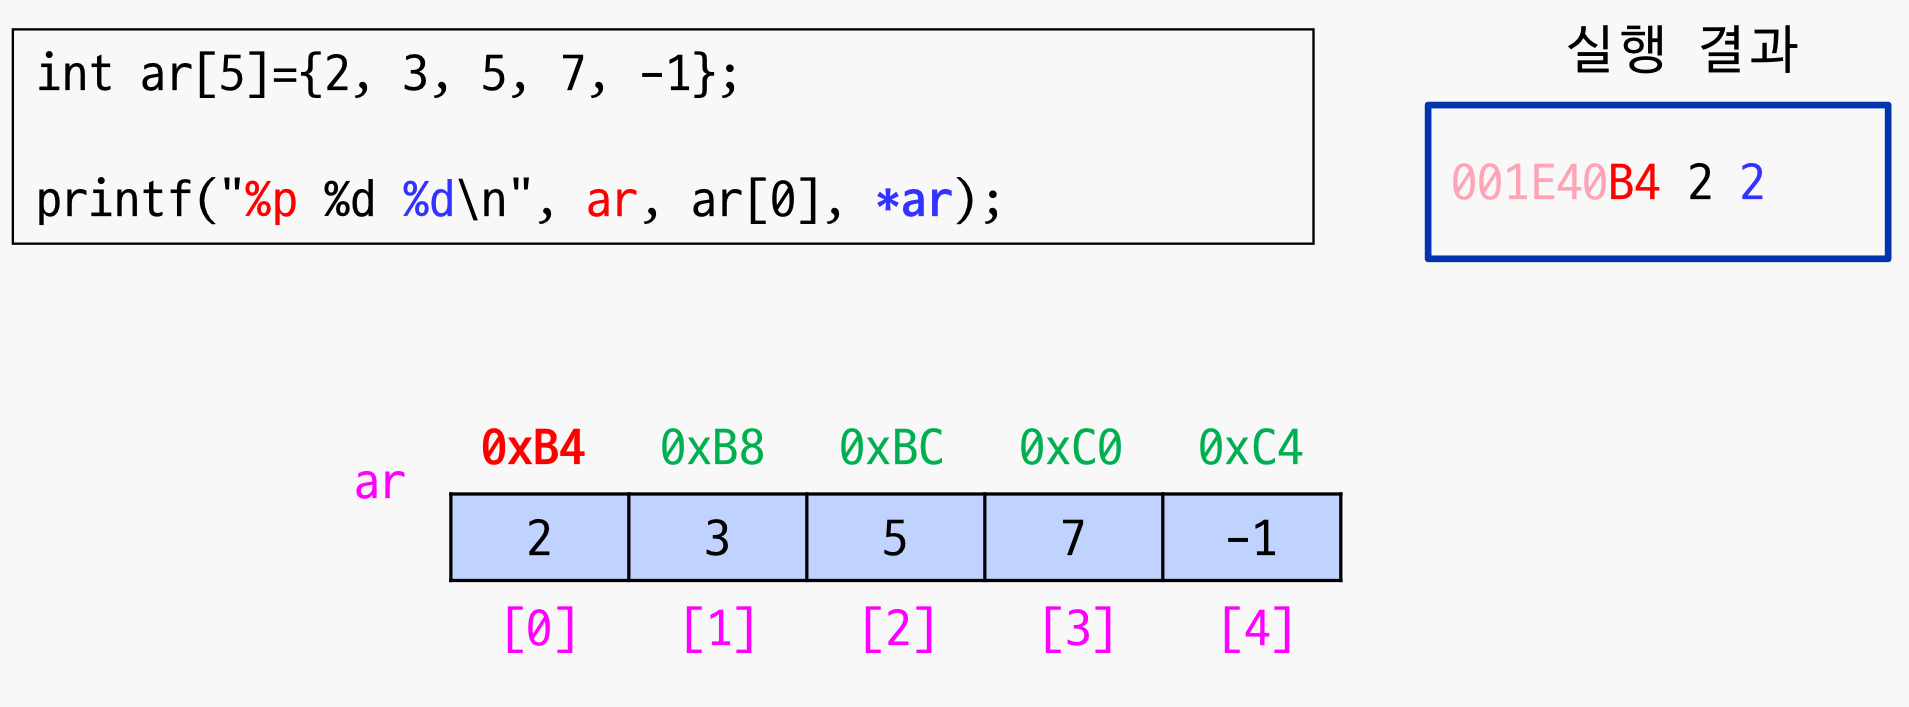 int ar[5]={2, 3, 5, 7, -1};
printf("%p %d %d\n", ar, ar[0], *ar);
실행 결과
001E40B4 2 2
0xB4 0xB8 0xBC 0xC0 0xC4
ar
2 3 5 7 -1
[0] [1] [2] [3] [4]